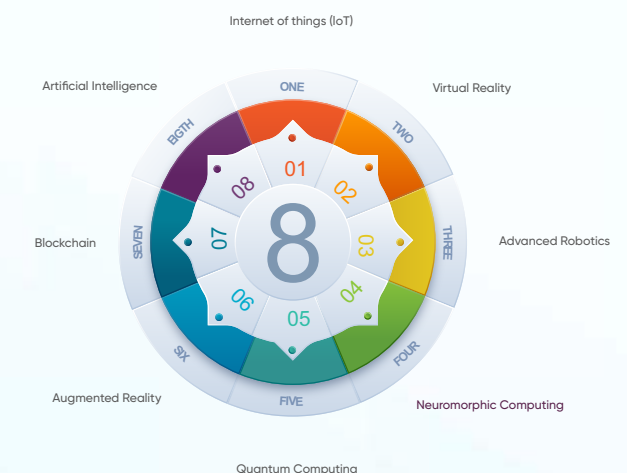 Internet of things (IoT)
Artificial Intelligence
Virtual Reality
ONE
EIGTH
TWO
01
08
02
8
Blockchain
SEVEN
07
03
THREE
Advanced Robotics
06
04
05
SIX
FOUR
FIVE
Augmented Reality
Neuromorphic Computing
Quantum Computing